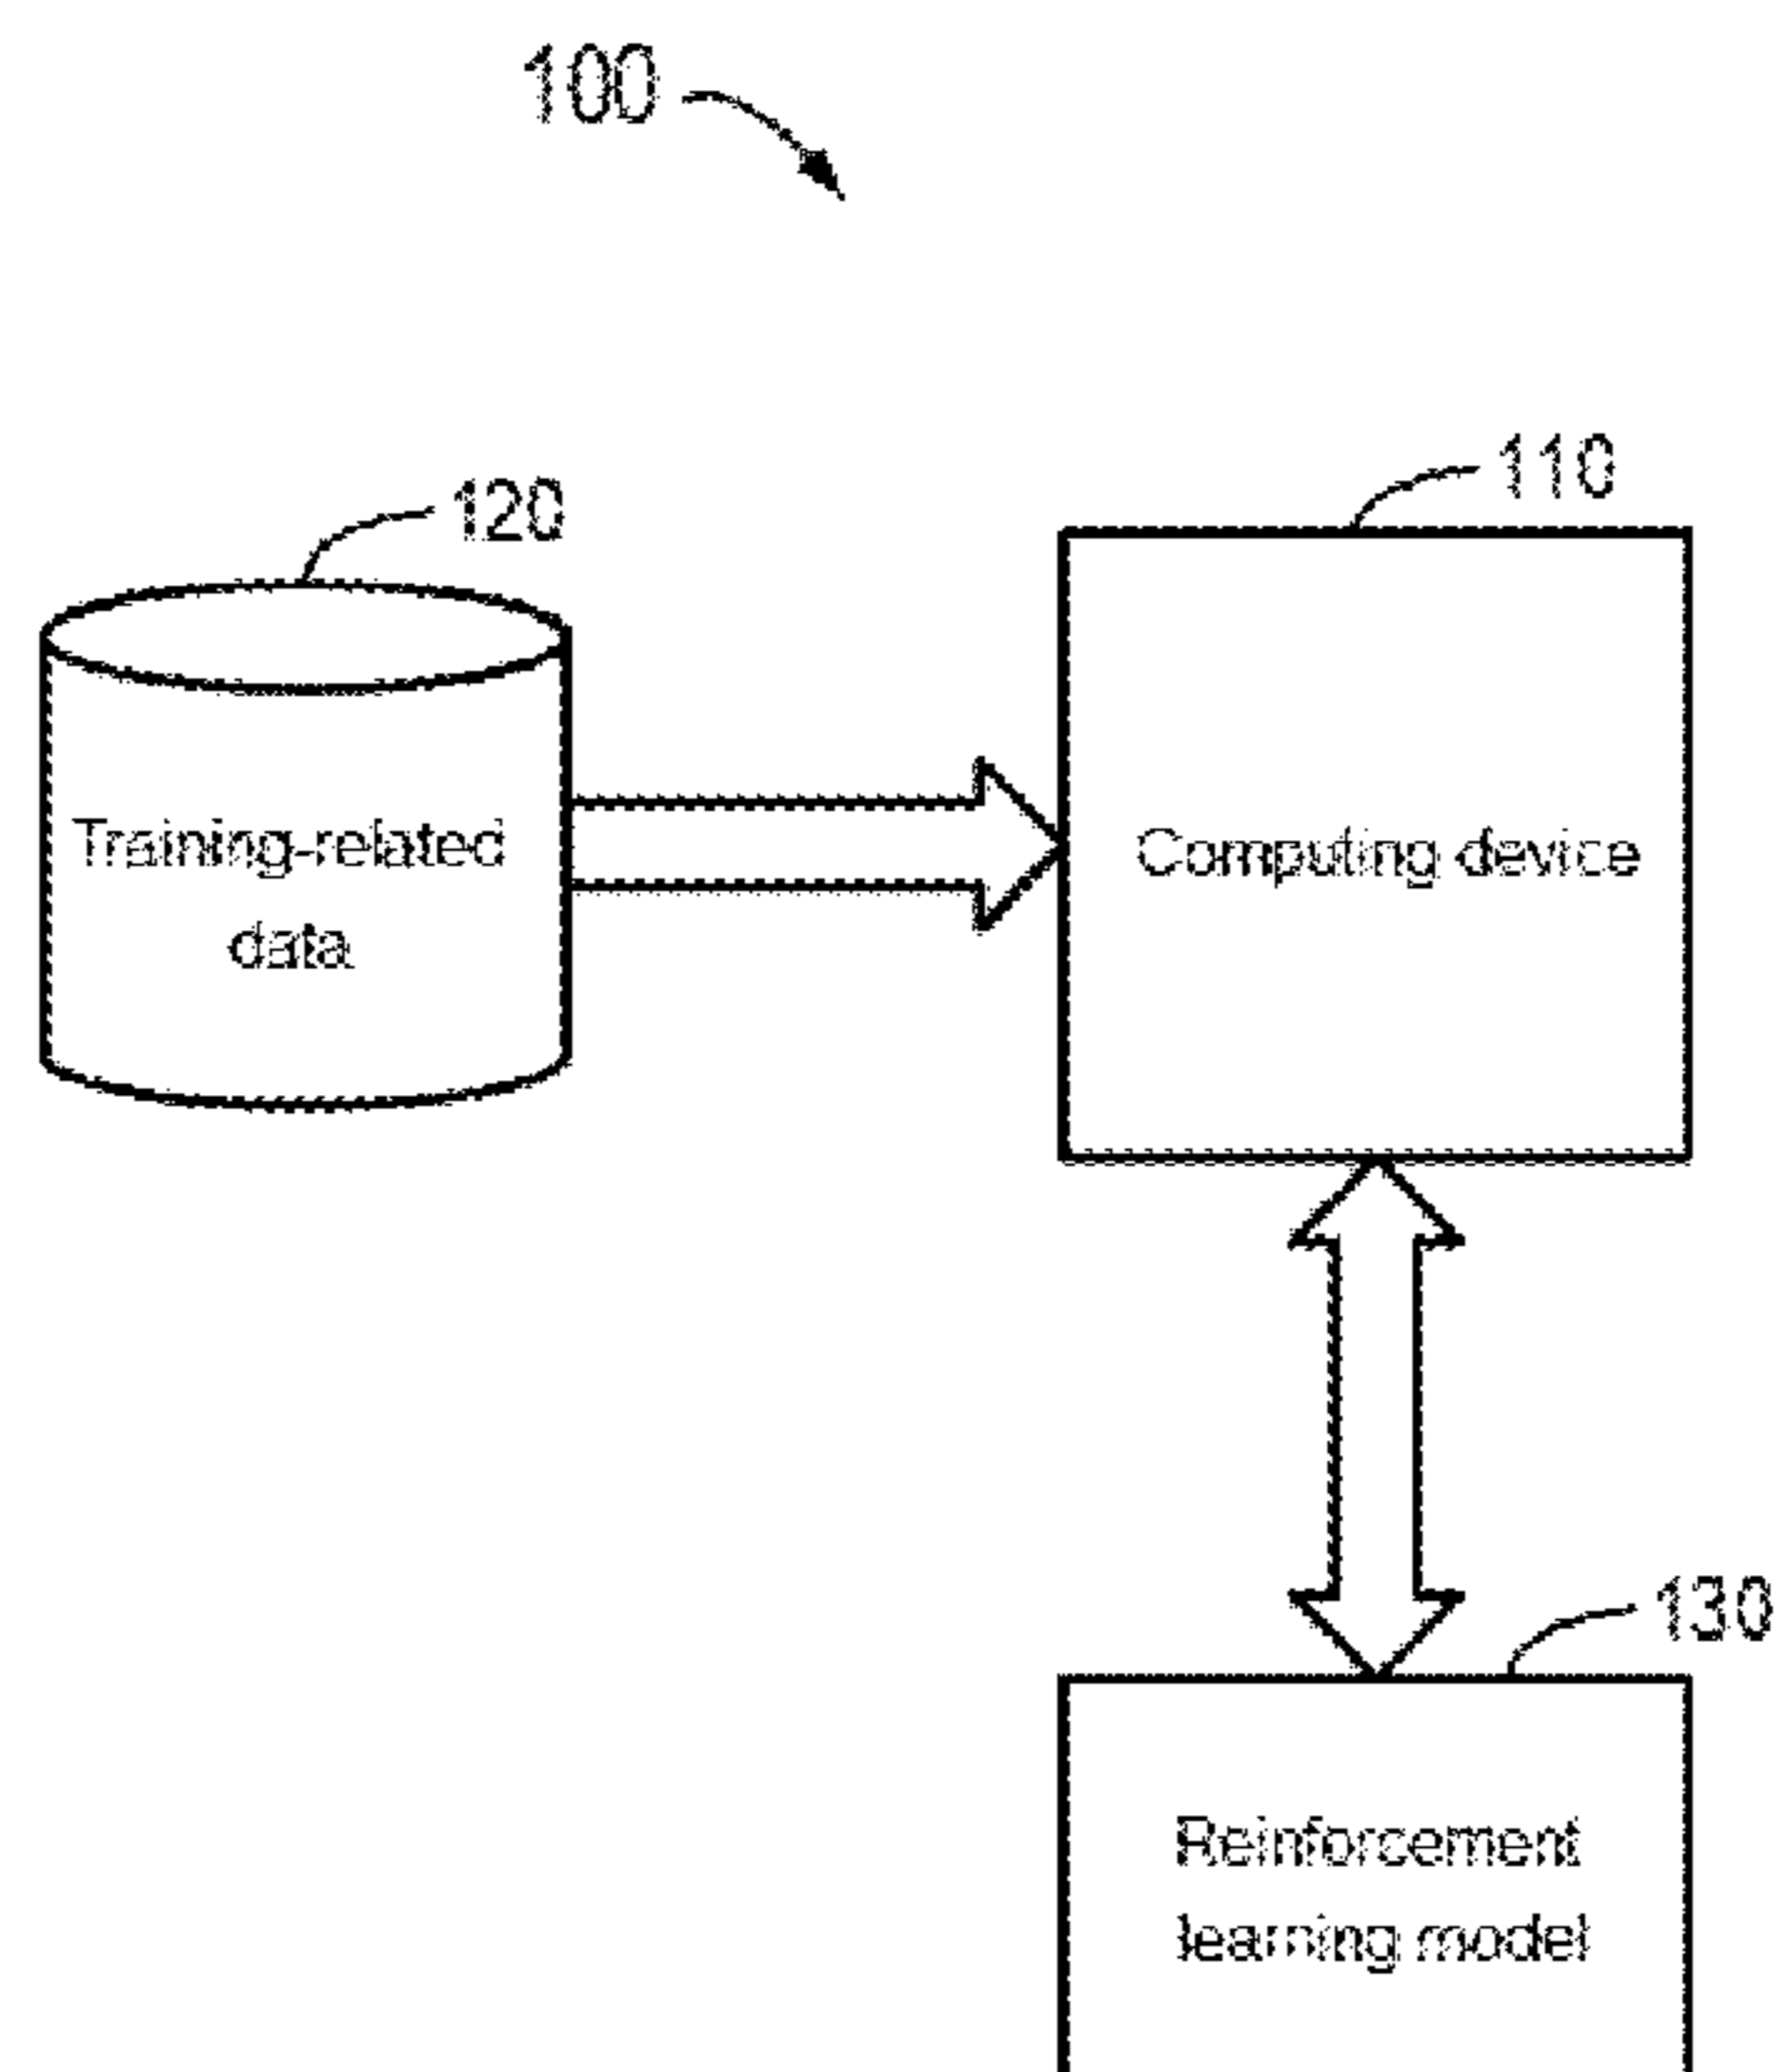 100
110
120
Training-related
data
Computing device
130
Reinforcement
learning model